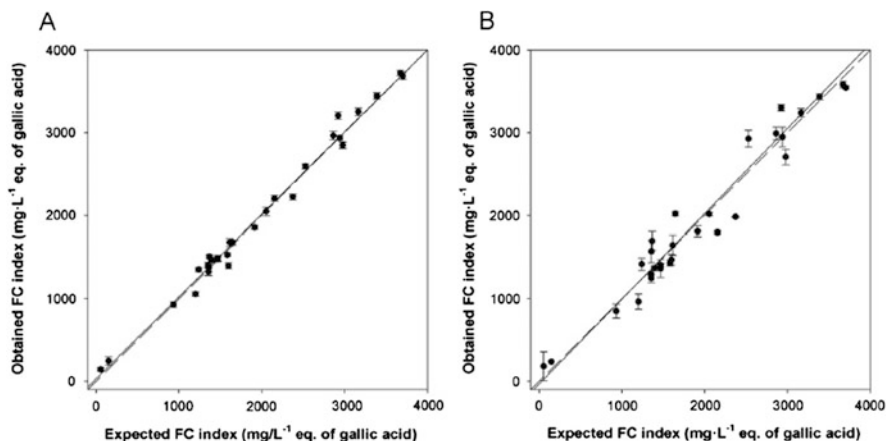 A
Obtained FC index (mg·L⁻¹ eq. of gallic acid)
4000
3000
2000
1000
0
0 1000 2000 3000 4000
Expected FC index (mg/L⁻¹ eq. of gallic acid)
B
Obtained FC index (mg·L⁻¹ eq. of gallic acid)
4000
3000
2000
1000
0
0 1000 2000 3000 4000
Expected FC index (mg·L⁻¹ eq. of gallic acid)